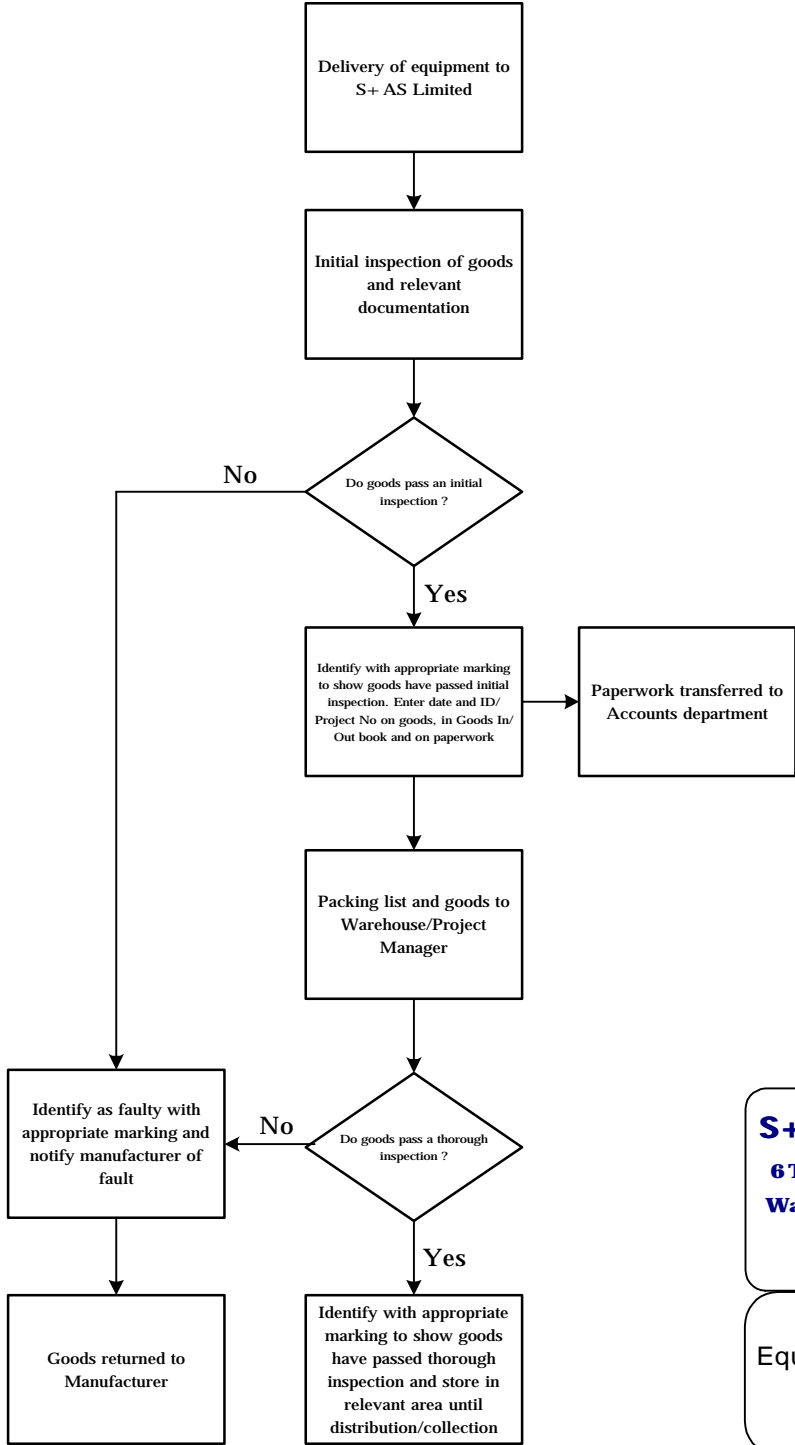 Delivery of equipment to
S+ AS Limited
Initial inspection of goods
and relevant
documentation
Do goods pass an initial
inspection ?
No
Yes
Identify with appropriate marking
to show goods have passed initial
inspection. Enter date and ID/
Project No on goods, in Goods In/
Out book and on paperwork
Paperwork transferred to
Accounts department
Packing list and goods to
Warehouse/Project
Manager
Do goods pass a thorough
inspection ?
No
Yes
Identify as faulty with
appropriate marking and
notify manufacturer of
fault
Goods returned to
Manufacturer
Identify with appropriate
marking to show goods
have passed thorough
inspection and store in
relevant area until
distribution/collection
S+
6